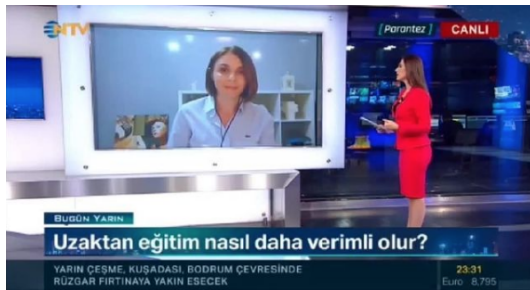 NTV
[Parantez]
CANLI
BUGÜN YARIN
Uzaktan eğitim nasıl daha verimli olur?
YARIN ÇEŞME, KUŞADASI, BODRUM ÇEVRESİNDE
RÜZGAR FIRTINAYA YAKIN ESECEK
23:31
Euro 8.795